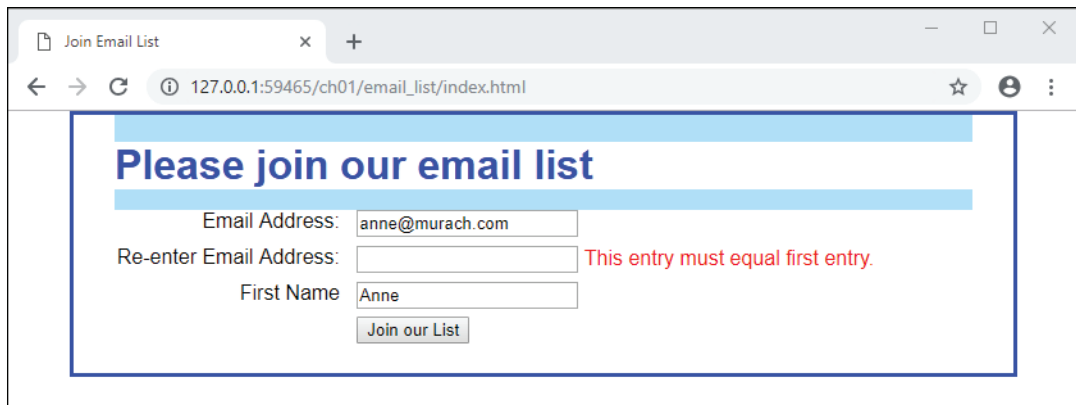 Join Email List
127.0.0.1:59465/ch01/email_list/index.html
Please join our email list
Email Address: anne@murach.com
Re-enter Email Address: This entry must equal first entry.
First Name Anne
Join our List